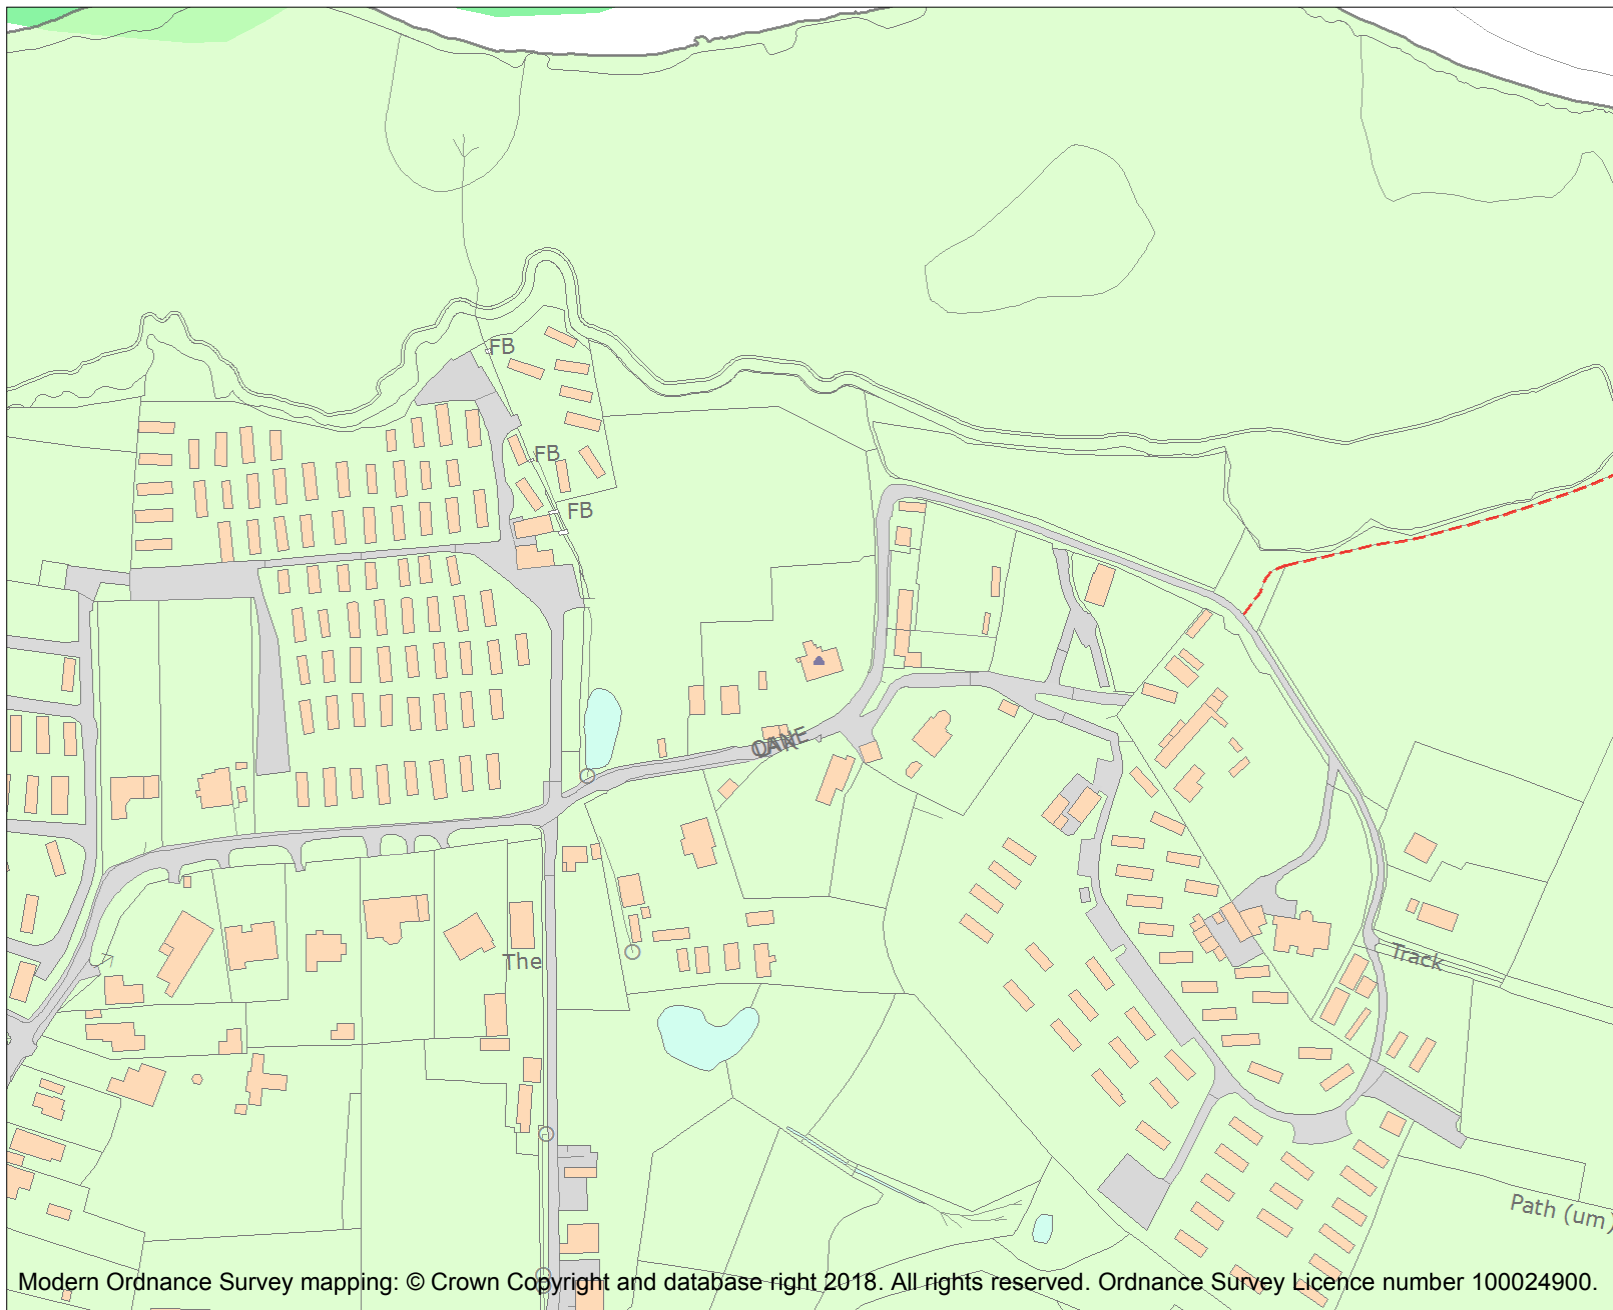 FB
FB
FB
OAK
LANE
The
Track
Path (um)
Modern Ordnance Survey mapping: © Crown Copyright and database right 2018. All rights reserved. Ordnance Survey Licence number 100024900.